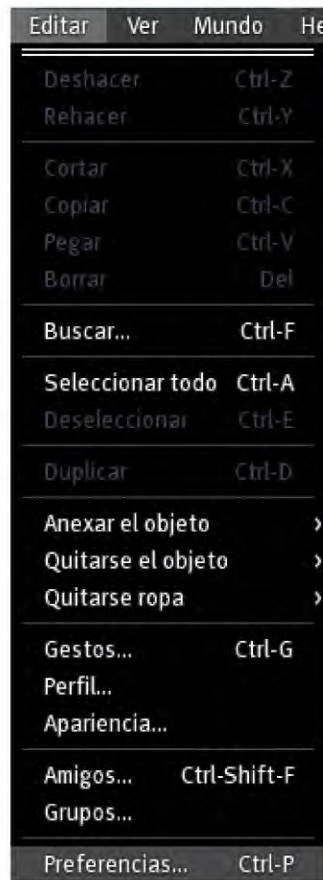 Editar Ver Mundo He
Deshacer Ctrl-Z
Rehacer Ctrl-Y
Cortar Ctrl-X
Copiar Ctrl-C
Pegar Ctrl-V
Borrar Del
Buscar... Ctrl-F
Seleccionar todo Ctrl-A
Deseleccionar Ctrl-E
Duplicar Ctrl-D
Anexar el objeto ›
Quitarse el objeto ›
Quitarse ropa ›
Gestos... Ctrl-G
Perfil...
Apariencia...
Amigos... Ctrl-Shift-F
Grupos...
Preferencias... Ctrl-P